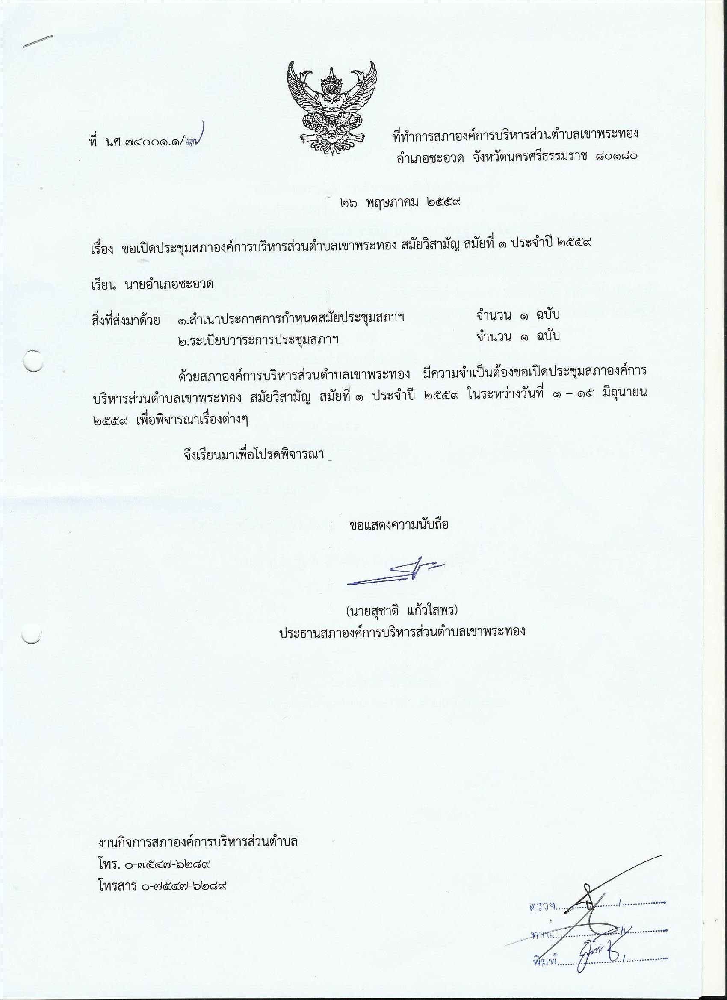 ที่ นศ ๗๔๐๐๑.๑/
ที่ทำการสภาองค์การบริหารส่วนตำบลเขาพระทอง
อำเภอชะอวด จังหวัดนครศรีธรรมราช ๘๐๑๘๐
๒๖ พฤษภาคม ๒๕๕๙
เรื่อง ขอเปิดประชุมสภาองค์การบริหารส่วนตำบลเขาพระทอง สมัยวิสามัญ สมัยที่ ๑ ประจำปี ๒๕๕๙
เรียน นายอำเภอชะอวด
สิ่งที่ส่งมาด้วย ๑.สำเนาประกาศการกำหนดสมัยประชุมสภาฯ จำนวน ๑ ฉบับ
๒.ระเบียบวาระการประชุมสภาฯ จำนวน ๑ ฉบับ
ด้วยสภาองค์การบริหารส่วนตำบลเขาพระทอง มีความจำเป็นต้องขอเปิดประชุมสภาองค์การ
บริหารส่วนตำบลเขาพระทอง สมัยวิสามัญ สมัยที่ ๑ ประจำปี ๒๕๕๙ ในระหว่างวันที่ ๑ – ๑๕ มิถุนายน
๒๕๕๙ เพื่อพิจารณาเรื่องต่างๆ
จึงเรียนมาเพื่อโปรดพิจารณา
ขอแสดงความนับถือ
(นายสุชาติ แก้วใสพร)
ประธานสภาองค์การบริหารส่วนตำบลเขาพระทอง
งานกิจการสภาองค์การบริหารส่วนตำบล
โทร. ๐-๗๕๔๗-๖๒๘๙
โทรสาร ๐-๗๕๔๗-๖๒๘๙
ตรวจ..................../..............
ทาน..................../..............
พิมพ์..................../..............